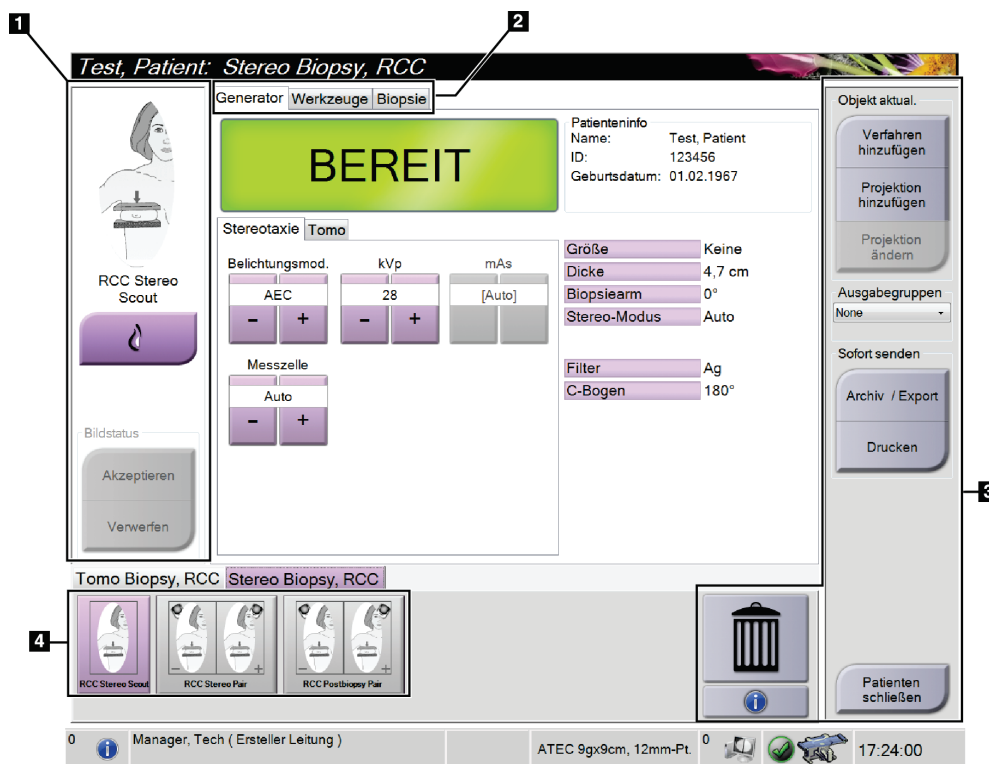 1
2
Test, Patient: Stereo Biopsy, RCC
Generator
Werkzeuge
Biopsie
BEREIT
Patienteninfo
Name: Test, Patient
ID: 123456
Geburtsdatum: 01.02.1967
RCC Stereo
Scout
Bildstatus
Akzeptieren
Verwerfen
Stereotaxie
Tomo
Belichtungsmod.
kVp
mAs
AEC
28
[Auto]
- +
- +
Messzelle
Auto
- +
Größe Keine
Dicke 4,7 cm
Biopsiearm 0°
Stereo-Modus Auto
Filter Ag
C-Bogen 180°
Objekt aktual.
Verfahren
hinzufügen
Projektion
hinzufügen
Projektion
ändern
Ausgabegruppen
None
Sofort senden
Archiv / Export
Drucken
3
Tomo Biopsy, RCC
Stereo Biopsy, RCC
4
RCC Stereo Scout
- +
RCC Stereo Pair
- +
RCC Postbiopsy Pair
i
Patienten
schließen
0
i
Manager, Tech ( Ersteller Leitung )
ATEC 9gx9cm, 12mm-Pt.
0
17:24:00